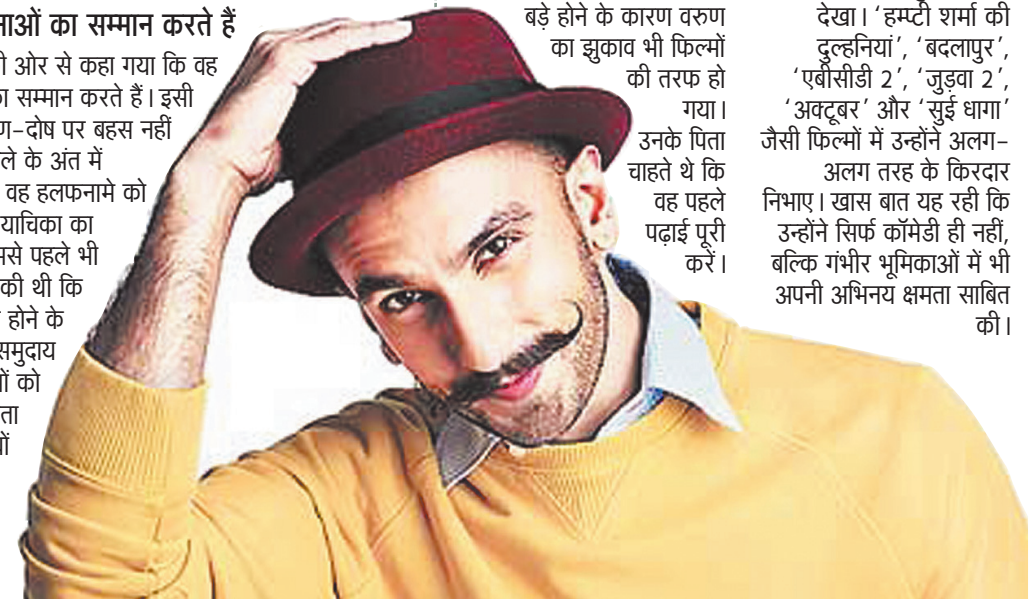 नाओं का सम्मान करते हैं
ओर से कहा गया कि वह
सम्मान करते हैं। इसी
ण-दोष पर बहस नहीं
ले के अंत में
वह हलफनामे को
याचिका का
ससे पहले भी
की थी कि
होने के
समुदाय
को
ता
बड़े होने के कारण वरुण
का झुकाव भी फिल्मों
की तरफ हो
गया।
उनके पिता
चाहते थे कि
वह पहले
पढ़ाई पूरी
करें।
देखा। ‘हम्प्टी शर्मा की
दुल्हनियां’, ‘बदलापुर’,
‘एबीसीडी 2’, ‘जुड़वा 2’,
‘अक्टूबर’ और ‘सुई धागा’
जैसी फिल्मों में उन्होंने अलग-
अलग तरह के किरदार
निभाए। खास बात यह रही कि
उन्होंने सिर्फ कॉमेडी ही नहीं,
बल्कि गंभीर भूमिकाओं में भी
अपनी अभिनय क्षमता साबित
की।